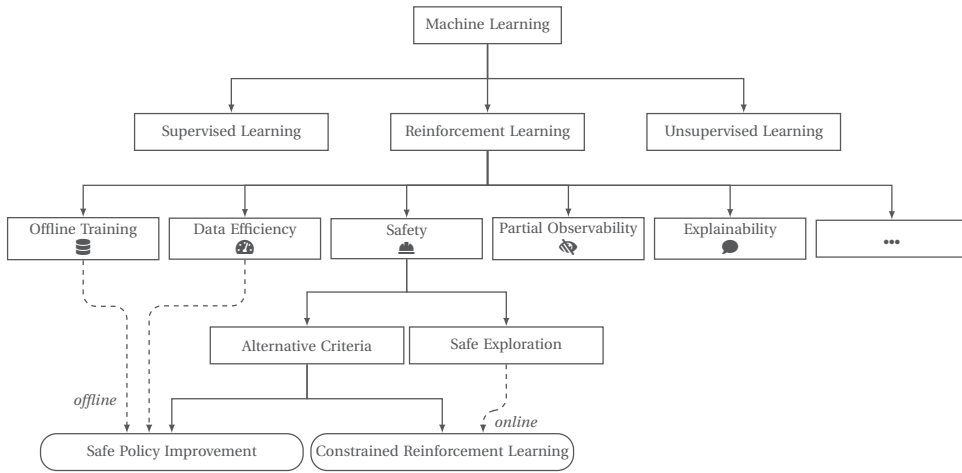 Machine Learning
Supervised Learning
Reinforcement Learning
Unsupervised Learning
Offline Training
Data Efficiency
Safety
Partial Observability
Explainability
Alternative Criteria
Safe Exploration
offline
online
Safe Policy Improvement
Constrained Reinforcement Learning